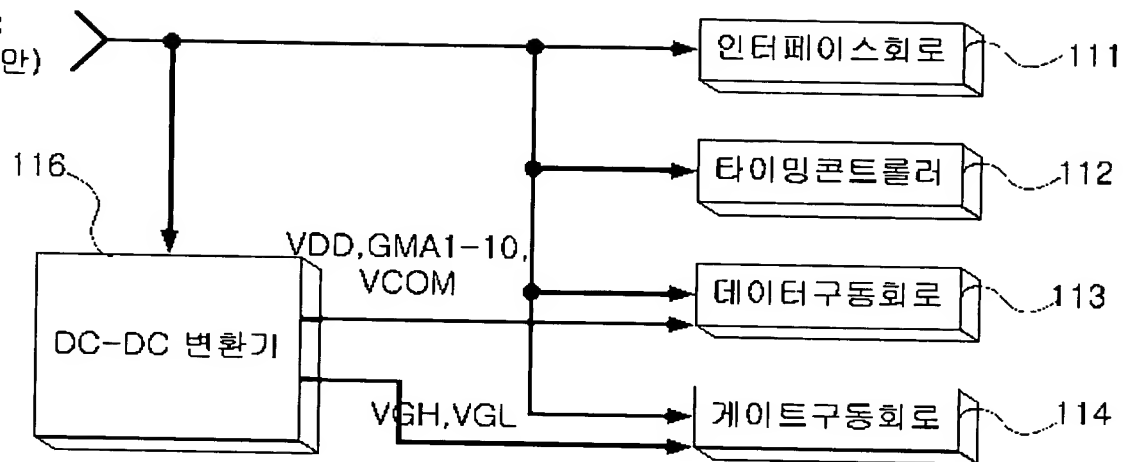 만)
인터페이스회로
111
116
타이밍콘트롤러
112
VDD,GMA1-10,
VCOM
데이터구동회로
113
DC-DC 변환기
VGH,VGL
게이트구동회로
114